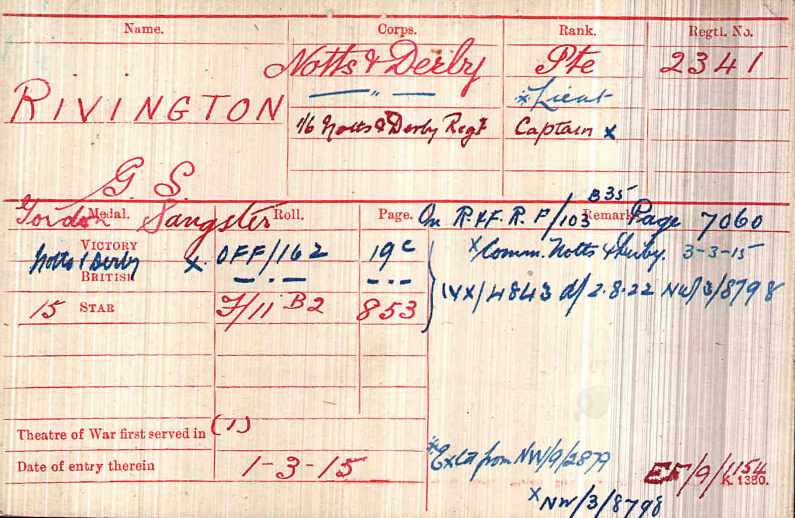 Name. Corps. Rank. Regtl. No.
Notts & Derby Pte 2341
— " — *Lieut
RIVINGTON 1/6 Notts & Derby Regt Captain x
G. S.
Gordon Sangster
B35
Medal. Roll. Page. On R.&F. R. F/103 Remarks Page 7060
VICTORY OFF/162 19c x Comm. Notts & Derby. 3-3-15
Notts & Derby x
BRITISH — . — — . —
IVX/4843 d/ 2.8.22 NW/3/8798
15 STAR F/11 B2 853
Theatre of War first served in (1)
Date of entry therein 1-3-15
* Ex Ct from NW/9/2879
EF/9/1154
K. 1380.
x NW/3/8798